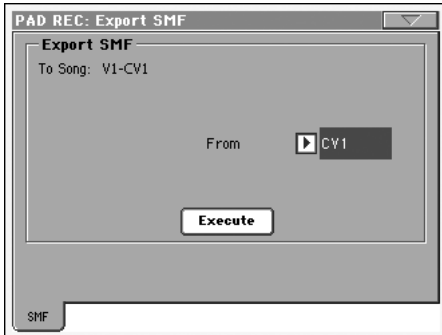 PAD REC: Export SMF
Export SMF
To Song: V1-CV1
From CV1
Execute
SMF